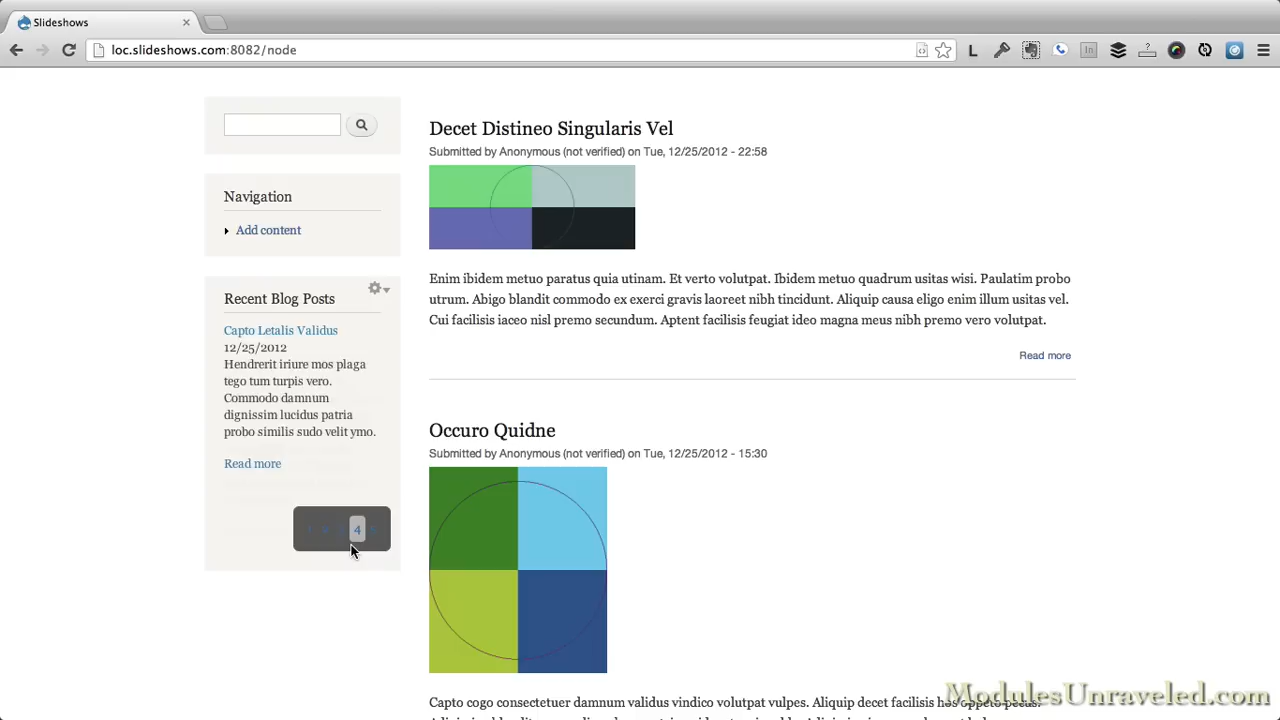 Slideshows
loc.slideshows.com:8082/node
L
In
?
Navigation
Add content
Recent Blog Posts
Capto Letalis Validus
12/25/2012
Hendrerit iriure mos plaga
tego tum turpis vero.
Commodo damnum
dignissim lucidus patria
probo similis sudo velit ymo.
Read more
4
Decet Distineo Singularis Vel
Submitted by Anonymous (not verified) on Tue, 12/25/2012 - 22:58
Enim ibidem metuo paratus quia utinam. Et verto volutpat. Ibidem metuo quadrum usitas wisi. Paulatim probo
utrum. Abigo blandit commodo ex exerci gravis laoreet nibh tincidunt. Aliquip causa eligo enim illum usitas vel.
Cui facilisis iaceo nisl premo secundum. Aptent facilisis feugiat ideo magna meus nibh premo vero volutpat.
Read more
Occuro Quidne
Submitted by Anonymous (not verified) on Tue, 12/25/2012 - 15:30
Capto cogo consectetuer damnum validus vindico volutpat vulpes. Aliquip decet facilisis hos oppeto pecus.
ModulesUnraveled.com